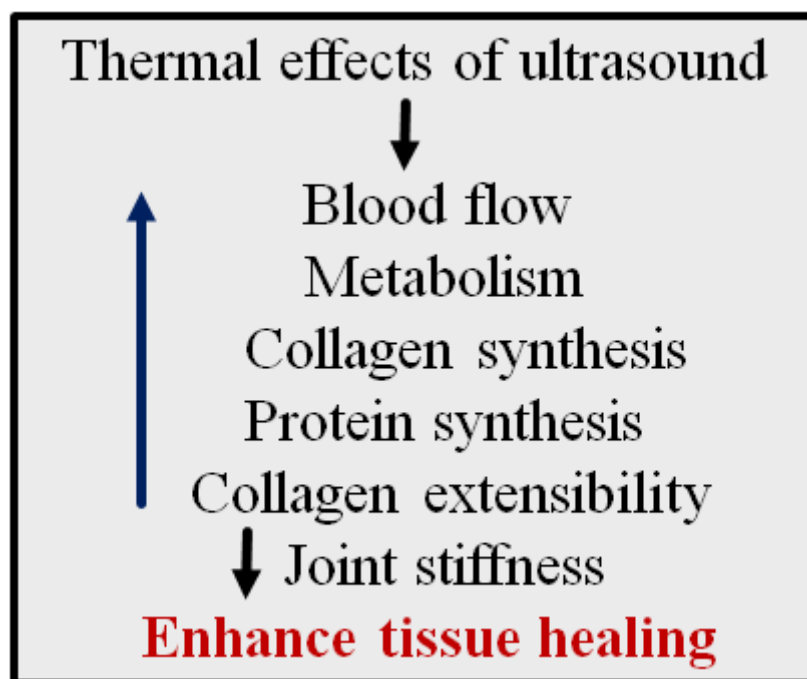 Thermal effects of ultrasound
Blood flow
Metabolism
Collagen synthesis
Protein synthesis
Collagen extensibility
Joint stiffness
Enhance tissue healing